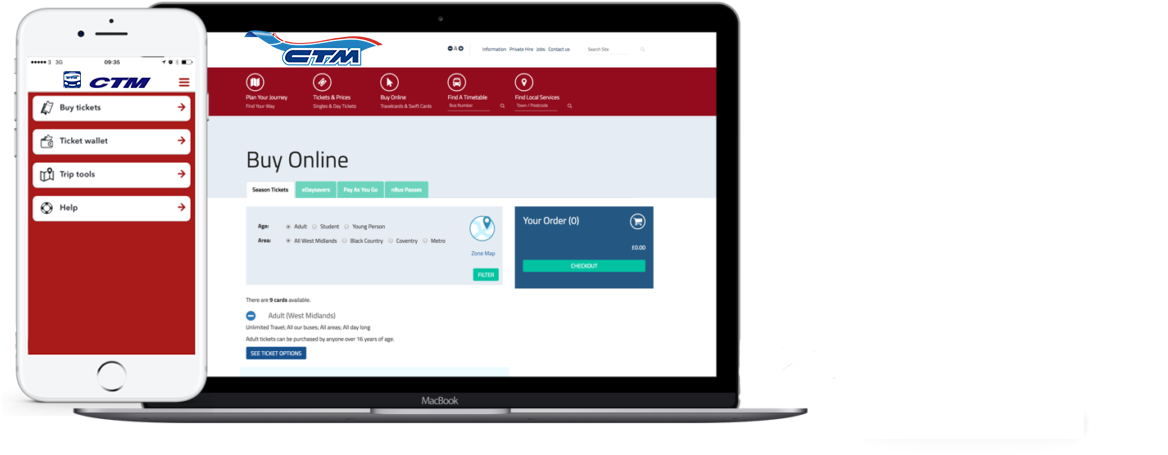 3 3G
09:35
CTM
Buy tickets
Ticket wallet
Trip tools
Help
CTM
A
Information Private Hire Jobs Contact us
Search Site
Plan Your Journey
Find Your Way
Tickets & Prices
Singles & Day Tickets
Buy Online
Travelcards & Swift Cards
Find A Timetable
Bus Number
Find Local Services
Town / Postcode
Buy Online
Season Tickets
eDaysavers
Pay As You Go
nBus Passes
Age: Adult Student Young Person
Area: All West Midlands Black Country Coventry Metro
Zone Map
FILTER
Your Order (0)
£0.00
CHECKOUT
There are 9 cards available.
Adult (West Midlands)
Unlimited Travel; All our buses; All areas; All day long
Adult tickets can be purchased by anyone over 16 years of age.
SEE TICKET OPTIONS
MacBook